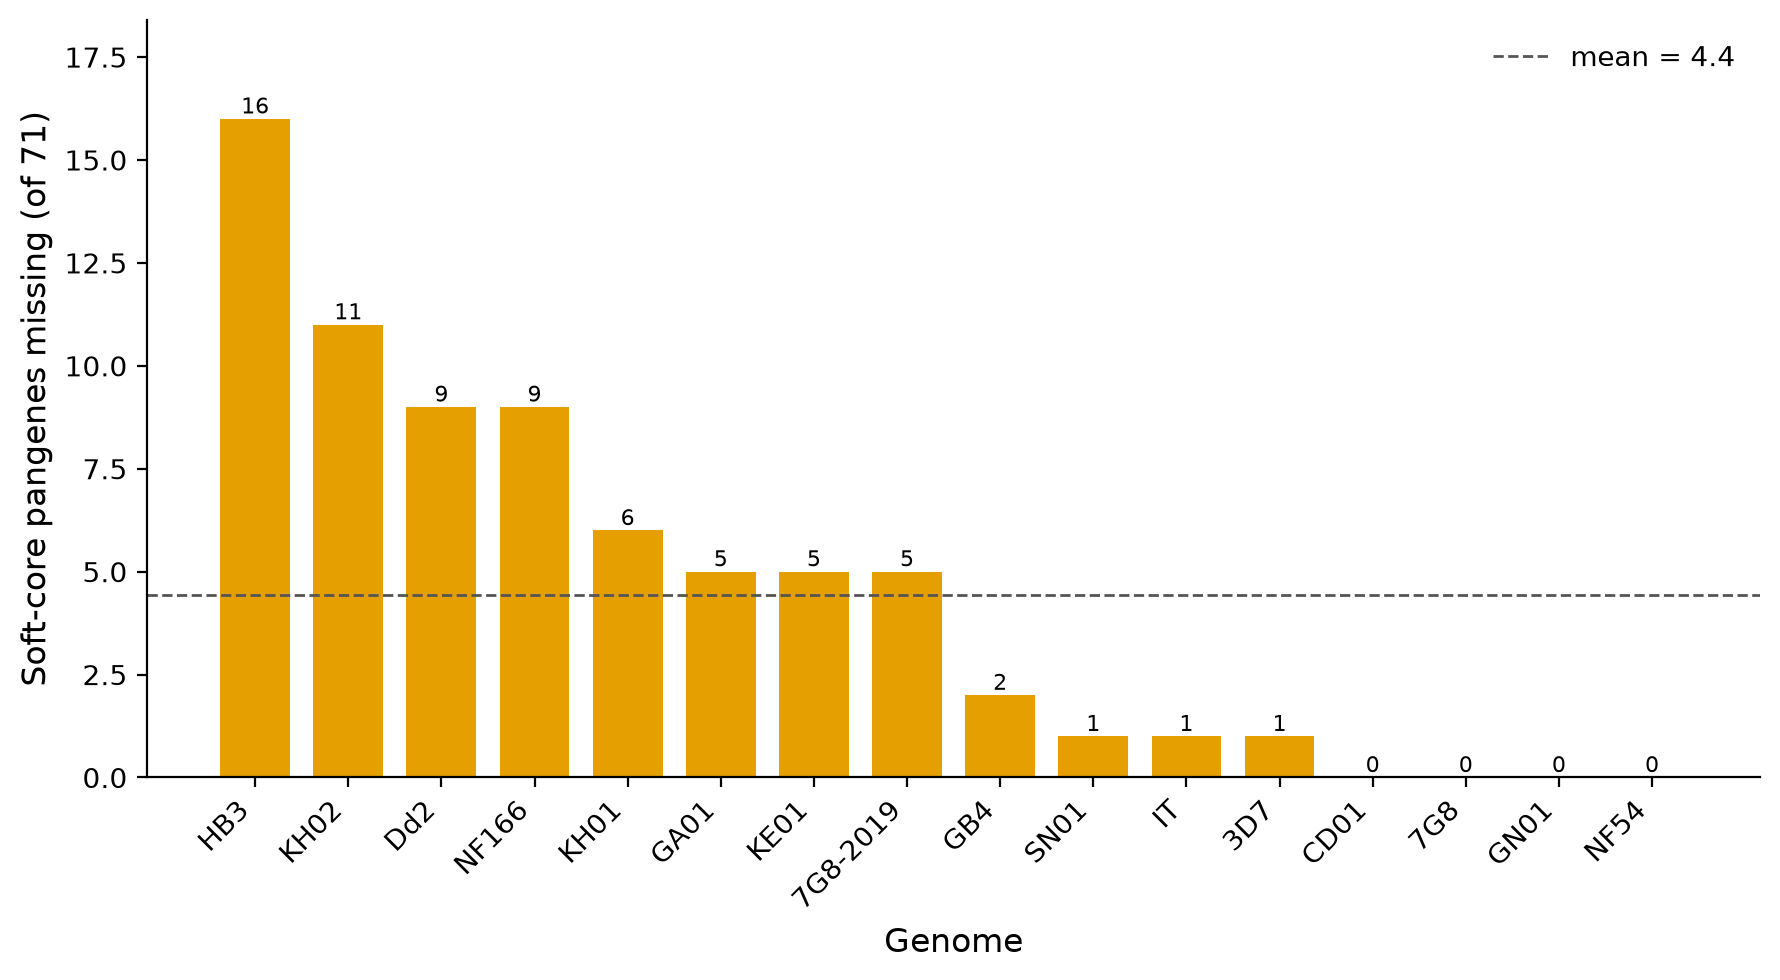 Soft-core pangenes missing (of 71)
17.5
15.0
12.5
10.0
7.5
5.0
2.5
0.0
mean = 4.4
16
11
9
9
6
5
5
5
2
1
1
1
0
0
0
0
HB3
KH02
Dd2
NF166
KH01
GA01
KE01
7G8-2019
GB4
SN01
IT
3D7
CD01
7G8
GN01
NF54
Genome